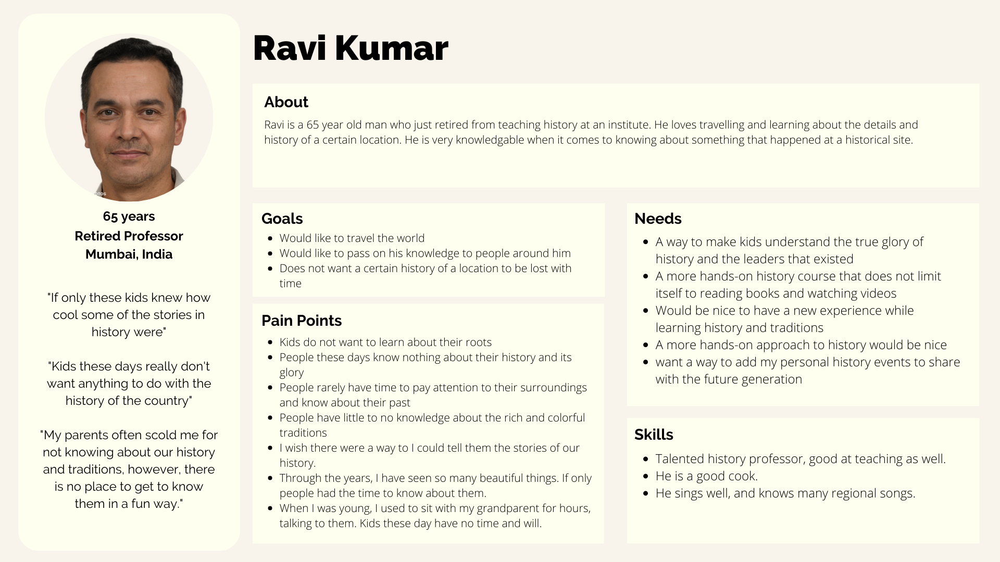 Ravi Kumar
65 years
Retired Professor
Mumbai, India
"If only these kids knew how
cool some of the stories in
history were"
"Kids these days really don't
want anything to do with the
history of the country"
"My parents often scold me for
not knowing about our history
and traditions, however, there
is no place to get to know
them in a fun way."
About
Ravi is a 65 year old man who just retired from teaching history at an institute. He loves travelling and learning about the details and
history of a certain location. He is very knowledgable when it comes to knowing about something that happened at a historical site.
Goals
• Would like to travel the world
• Would like to pass on his knowledge to people around him
• Does not want a certain history of a location to be lost with
time
Pain Points
• Kids do not want to learn about their roots
• People these days know nothing about their history and its
glory
• People rarely have time to pay attention to their surroundings
and know about their past
• People have little to no knowledge about the rich and colorful
traditions
• I wish there were a way to I could tell them the stories of our
history.
• Through the years, I have seen so many beautiful things. If only
people had the time to know about them.
• When I was young, I used to sit with my grandparent for hours,
talking to them. Kids these day have no time and will.
Needs
• A way to make kids understand the true glory of
history and the leaders that existed
• A more hands-on history course that does not limit
itself to reading books and watching videos
• Would be nice to have a new experience while
learning history and traditions
• A more hands-on approach to history would be nice
• want a way to add my personal history events to share
with the future generation
Skills
• Talented history professor, good at teaching as well.
• He is a good cook.
• He sings well, and knows many regional songs.